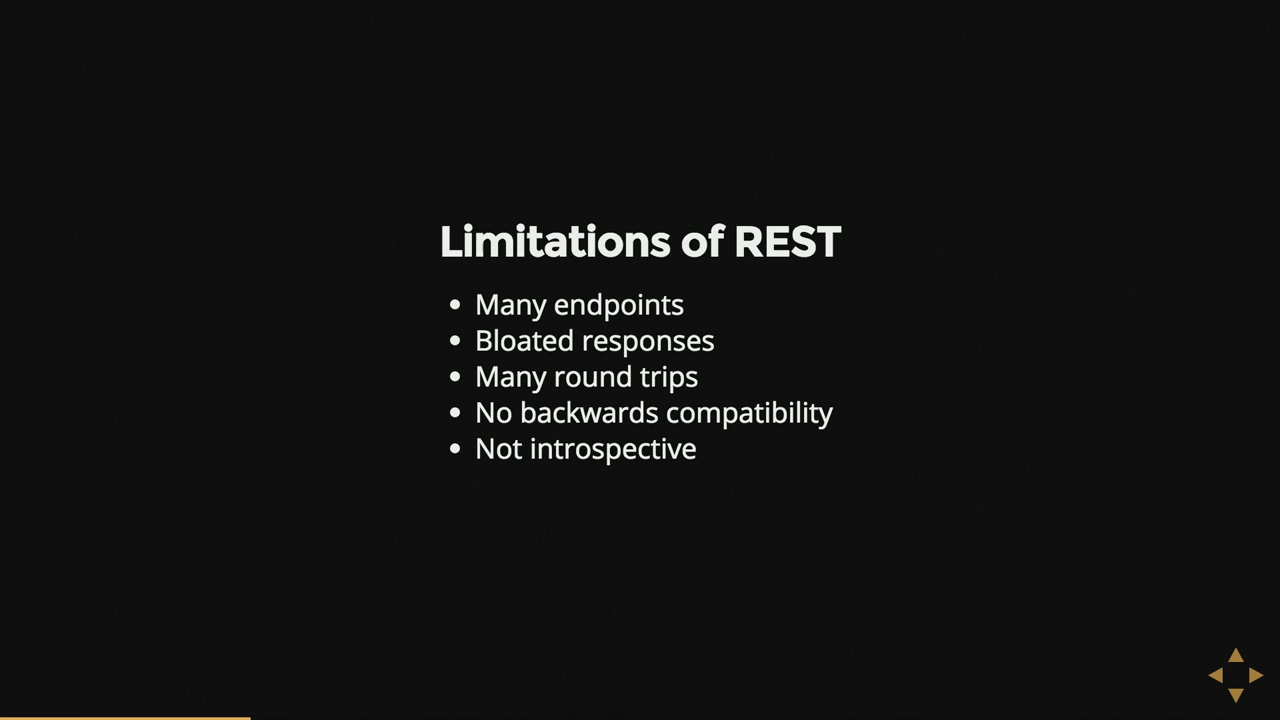 Limitations of REST
• Many endpoints
• Bloated responses
• Many round trips
• No backwards compatibility
• Not introspective